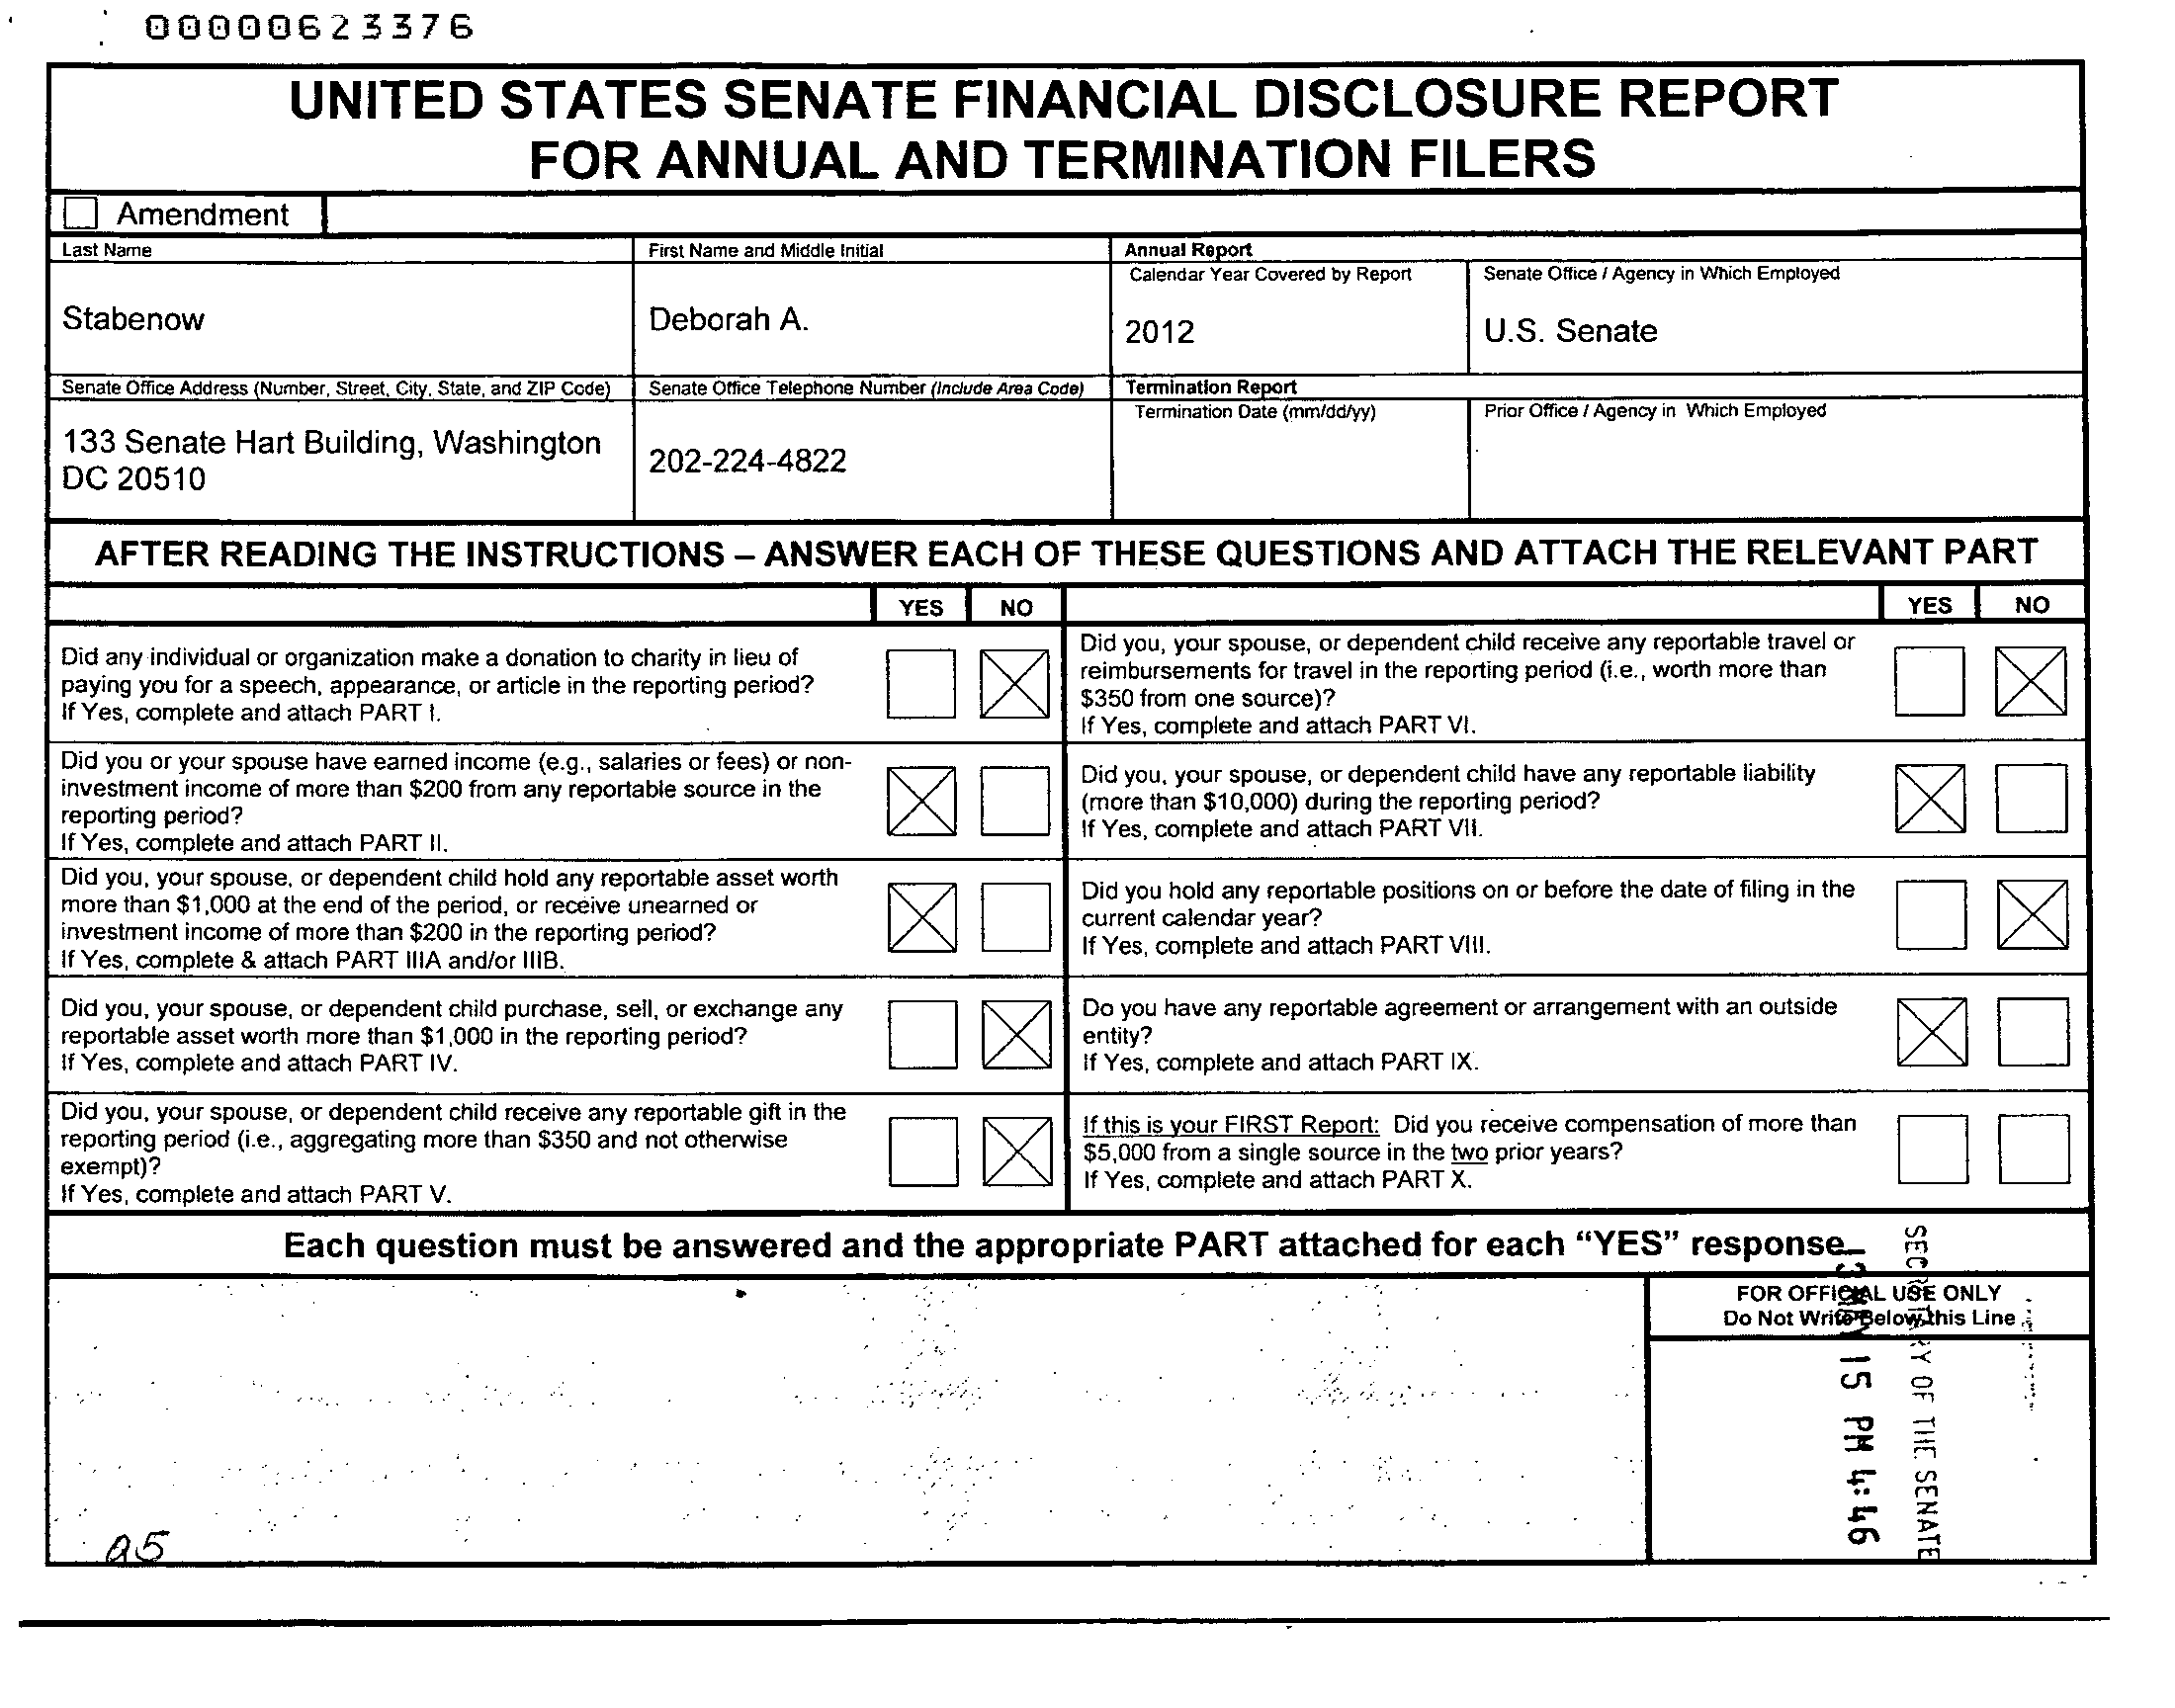 00000623376
UNITED STATES SENATE FINANCIAL DISCLOSURE REPORT
FOR ANNUAL AND TERMINATION FILERS
Amendment
Last Name
First Name and Middle Initial
Annual Report
Calendar Year Covered by Report
Senate Office / Agency in Which Employed
Stabenow
Deborah A.
2012
U.S. Senate
Senate Office Address (Number, Street, City, State, and ZIP Code)
Senate Office Telephone Number (Include Area Code)
Termination Report
Termination Date (mm/dd/yy)
Prior Office / Agency in Which Employed
133 Senate Hart Building, Washington
DC 20510
202-224-4822
AFTER READING THE INSTRUCTIONS – ANSWER EACH OF THESE QUESTIONS AND ATTACH THE RELEVANT PART
YES NO
YES NO
Did any individual or organization make a donation to charity in lieu of
paying you for a speech, appearance, or article in the reporting period?
If Yes, complete and attach PART I.
Did you, your spouse, or dependent child receive any reportable travel or
reimbursements for travel in the reporting period (i.e., worth more than
$350 from one source)?
If Yes, complete and attach PART VI.
Did you or your spouse have earned income (e.g., salaries or fees) or non-
investment income of more than $200 from any reportable source in the
reporting period?
If Yes, complete and attach PART II.
Did you, your spouse, or dependent child have any reportable liability
(more than $10,000) during the reporting period?
If Yes, complete and attach PART VII.
Did you, your spouse, or dependent child hold any reportable asset worth
more than $1,000 at the end of the period, or receive unearned or
investment income of more than $200 in the reporting period?
If Yes, complete & attach PART IIIA and/or IIIB.
Did you hold any reportable positions on or before the date of filing in the
current calendar year?
If Yes, complete and attach PART VIII.
Did you, your spouse, or dependent child purchase, sell, or exchange any
reportable asset worth more than $1,000 in the reporting period?
If Yes, complete and attach PART IV.
Do you have any reportable agreement or arrangement with an outside
entity?
If Yes, complete and attach PART IX.
Did you, your spouse, or dependent child receive any reportable gift in the
reporting period (i.e., aggregating more than $350 and not otherwise
exempt)?
If Yes, complete and attach PART V.
If this is your FIRST Report: Did you receive compensation of more than
$5,000 from a single source in the two prior years?
If Yes, complete and attach PART X.
Each question must be answered and the appropriate PART attached for each “YES” response.
FOR OFFICIAL USE ONLY
Do Not Write Below this Line
SECRETARY OF THE SENATE
15 PM 4:46